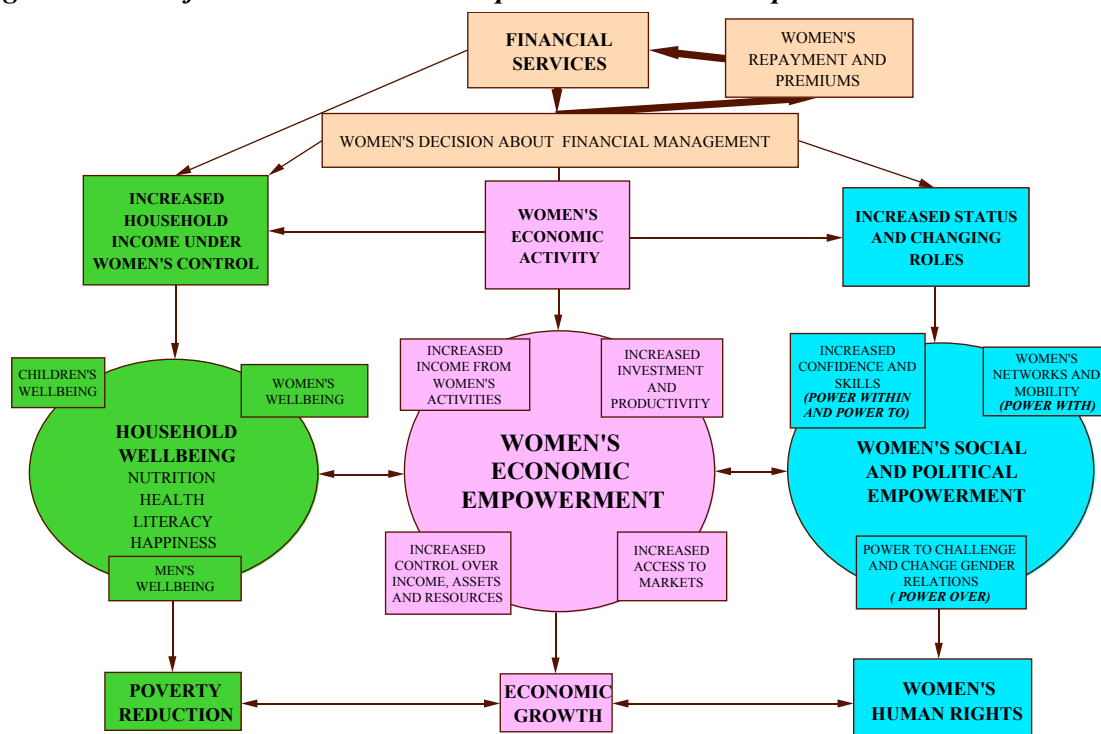 FINANCIAL
SERVICES
WOMEN'S
REPAYMENT AND
PREMIUMS
WOMEN'S DECISION ABOUT FINANCIAL MANAGEMENT
INCREASED
HOUSEHOLD
INCOME UNDER
WOMEN'S CONTROL
WOMEN'S
ECONOMIC
ACTIVITY
INCREASED STATUS
AND CHANGING
ROLES
CHILDREN'S
WELLBEING
WOMEN'S
WELLBEING
HOUSEHOLD
WELLBEING
NUTRITION
HEALTH
LITERACY
HAPPINESS
MEN'S
WELLBEING
INCREASED
INCOME FROM
WOMEN'S
ACTIVITIES
INCREASED
INVESTMENT
AND
PRODUCTIVITY
WOMEN'S
ECONOMIC
EMPOWERMENT
INCREASED
CONTROL OVER
INCOME, ASSETS
AND RESOURCES
INCREASED
ACCESS TO
MARKETS
INCREASED
CONFIDENCE AND
SKILLS
(POWER WITHIN
AND POWER TO)
WOMEN'S
NETWORKS AND
MOBILITY
(POWER WITH)
WOMEN'S SOCIAL
AND POLITICAL
EMPOWERMENT
POWER TO CHALLENGE
AND CHANGE GENDER
RELATIONS
( POWER OVER)
POVERTY
REDUCTION
ECONOMIC
GROWTH
WOMEN'S
HUMAN RIGHTS